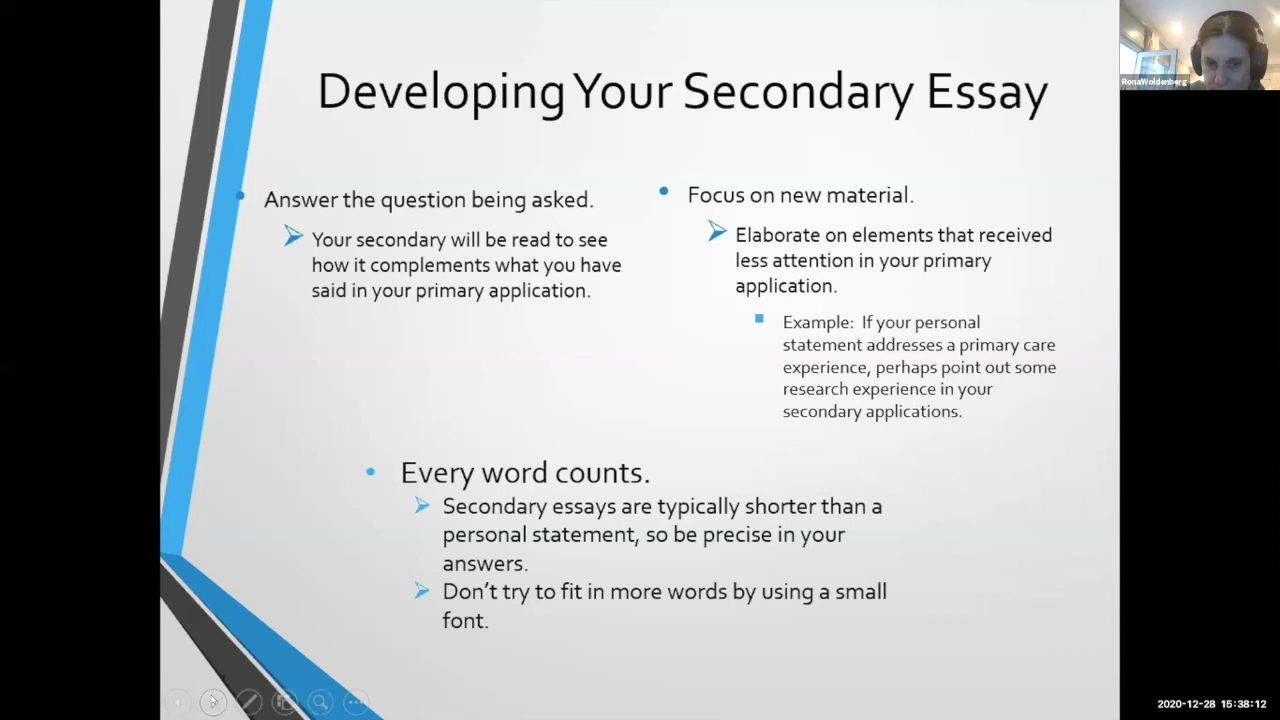 Developing Your Secondary Essay
RonaWoldenberg
Answer the question being asked.
Your secondary will be read to see
how it complements what you have
said in your primary application.
Focus on new material.
Elaborate on elements that received
less attention in your primary
application.
Example: If your personal
statement addresses a primary care
experience, perhaps point out some
research experience in your
secondary applications.
Every word counts.
Secondary essays are typically shorter than a
personal statement, so be precise in your
answers.
Don't try to fit in more words by using a small
font.
2020-12-28 15:38:12